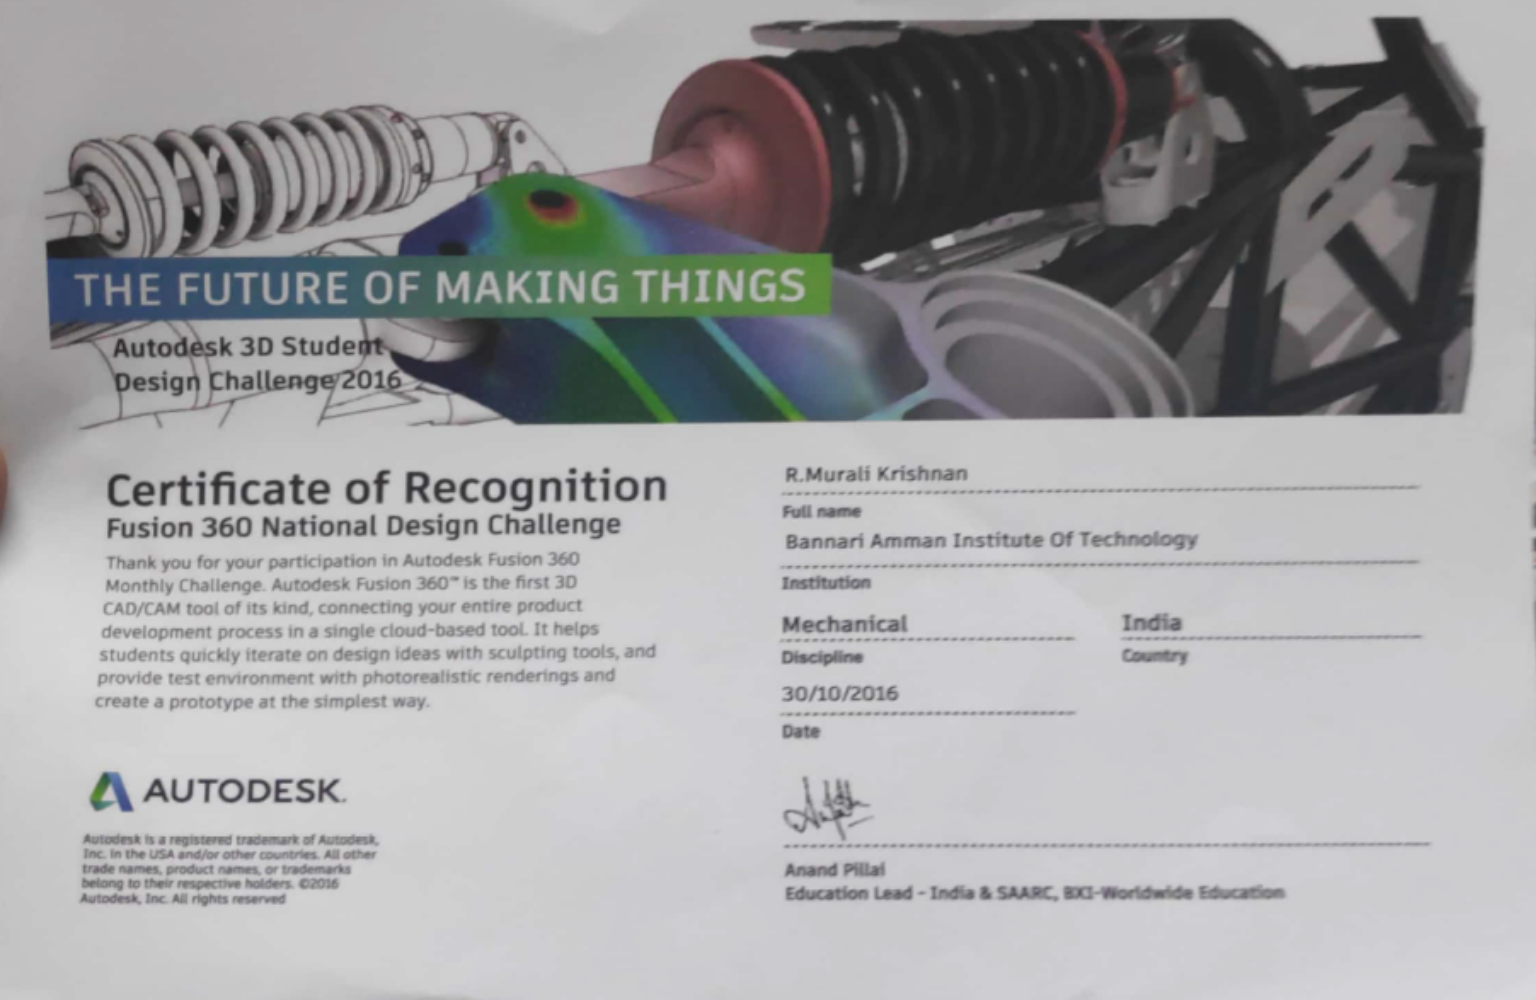 THE FUTURE OF MAKING THINGS
Autodesk 3D Student
Design Challenge 2016
Certificate of Recognition
Fusion 360 National Design Challenge
Thank you for your participation in Autodesk Fusion 360
Monthly Challenge. Autodesk Fusion 360™ is the first 3D
CAD/CAM tool of its kind, connecting your entire product
development process in a single cloud-based tool. It helps
students quickly iterate on design ideas with sculpting tools, and
provide test environment with photorealistic renderings and
create a prototype at the simplest way.
AUTODESK.
Autodesk is a registered trademark of Autodesk,
Inc. in the USA and/or other countries. All other
trade names, product names, or trademarks
belong to their respective holders. ©2016
Autodesk, Inc. All rights reserved
R.Murali Krishnan
Full name
Bannari Amman Institute Of Technology
Institution
Mechanical India
Discipline Country
30/10/2016
Date
Anand Pillai
Education Lead - India & SAARC, BXI-Worldwide Education